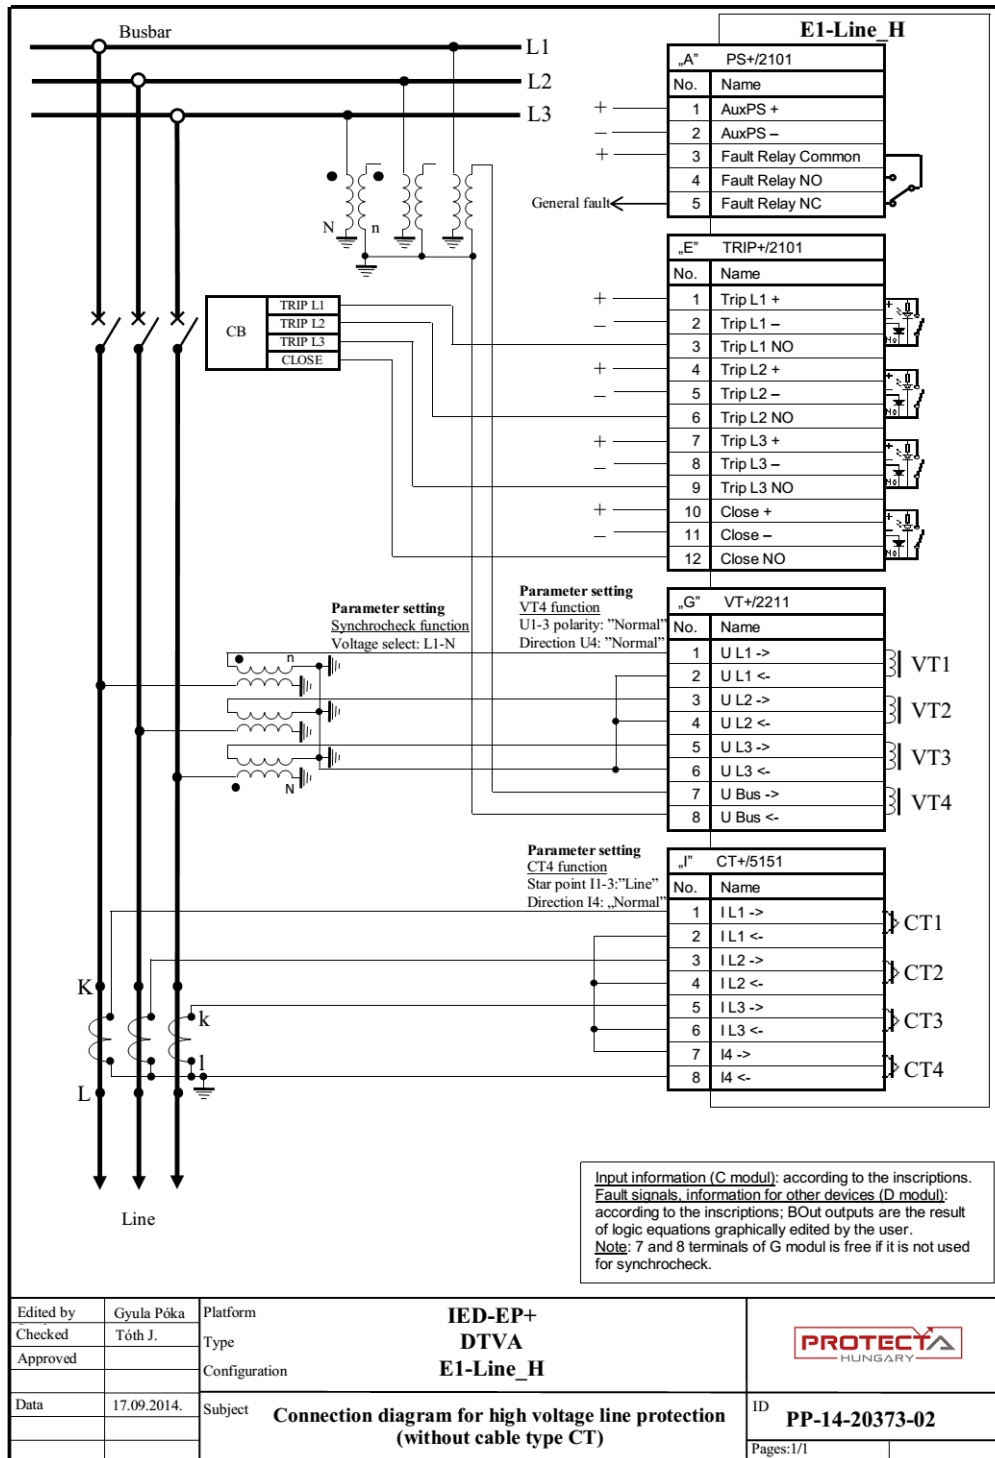 Busbar
L1
L2
L3
E1-Line_H
„A” PS+/2101
No. Name
+ 1 AuxPS +
– 2 AuxPS –
+ 3 Fault Relay Common
4 Fault Relay NO
General fault 5 Fault Relay NC
N n
„E” TRIP+/2101
No. Name
+ 1 Trip L1 +
– 2 Trip L1 –
3 Trip L1 NO
+ 4 Trip L2 +
– 5 Trip L2 –
6 Trip L2 NO
+ 7 Trip L3 +
– 8 Trip L3 –
9 Trip L3 NO
+ 10 Close +
– 11 Close –
12 Close NO
CB
TRIP L1
TRIP L2
TRIP L3
CLOSE
Parameter setting
Synchrocheck function
Voltage select: L1-N
Parameter setting
VT4 function
U1-3 polarity: ”Normal”
Direction U4: ”Normal”
„G” VT+/2211
No. Name
1 U L1 ->
2 U L1 <-
3 U L2 ->
4 U L2 <-
5 U L3 ->
6 U L3 <-
7 U Bus ->
8 U Bus <-
VT1
VT2
VT3
VT4
n
N
Parameter setting
CT4 function
Star point I1-3:”Line”
Direction I4: „Normal”
„I” CT+/5151
No. Name
1 I L1 ->
2 I L1 <-
3 I L2 ->
4 I L2 <-
5 I L3 ->
6 I L3 <-
7 I4 ->
8 I4 <-
CT1
CT2
CT3
CT4
K
k
l
L
Line
Input information (C modul): according to the inscriptions.
Fault signals, information for other devices (D modul):
according to the inscriptions; BOut outputs are the result
of logic equations graphically edited by the user.
Note: 7 and 8 terminals of G modul is free if it is not used
for synchrocheck.
Edited by Gyula Póka
Checked Tóth J.
Approved
Data 17.09.2014.
Platform IED-EP+
Type DTVA
Configuration E1-Line_H
Subject Connection diagram for high voltage line protection
(without cable type CT)
PROTECTA
HUNGARY
ID PP-14-20373-02
Pages:1/1